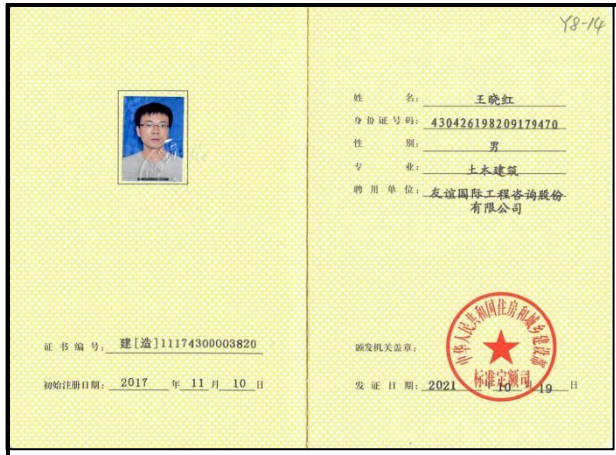 Y8-14
姓 名: 王晓红
身份证号码: 430426198209179470
性 别: 男
专 业: 土木建筑
聘用单位: 友谊国际工程咨询股份
有限公司
证书编号: 建[造]11174300003820
初始注册日期: 2017 年 11 月 10 日
颁发机关盖章:
中华人民共和国住房和城乡建设部
标准定额司
发证日期: 2021 年 10 月 19 日